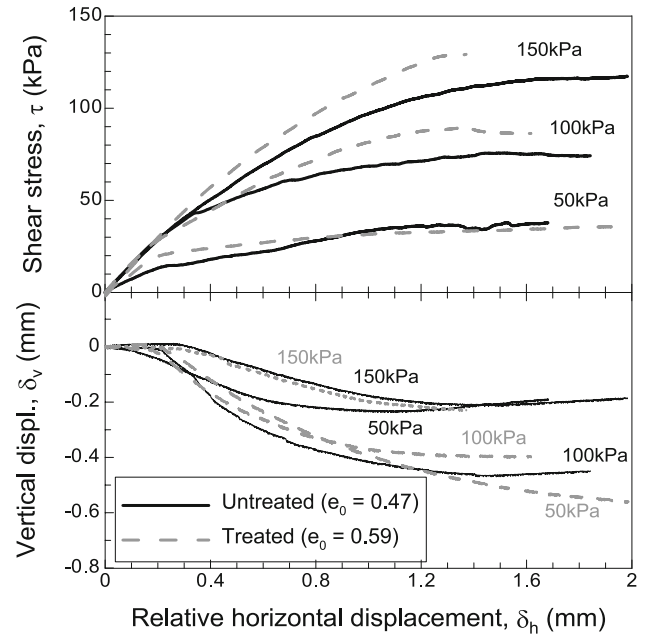 150
100
50
0
Shear stress, τ (kPa)
150kPa
100kPa
50kPa
0
-0.2
-0.4
-0.6
-0.8
Vertical displ., δv (mm)
150kPa
150kPa
50kPa
100kPa
100kPa
50kPa
Untreated (e0 = 0.47)
Treated (e0 = 0.59)
0 0.4 0.8 1.2 1.6 2
Relative horizontal displacement, δh (mm)